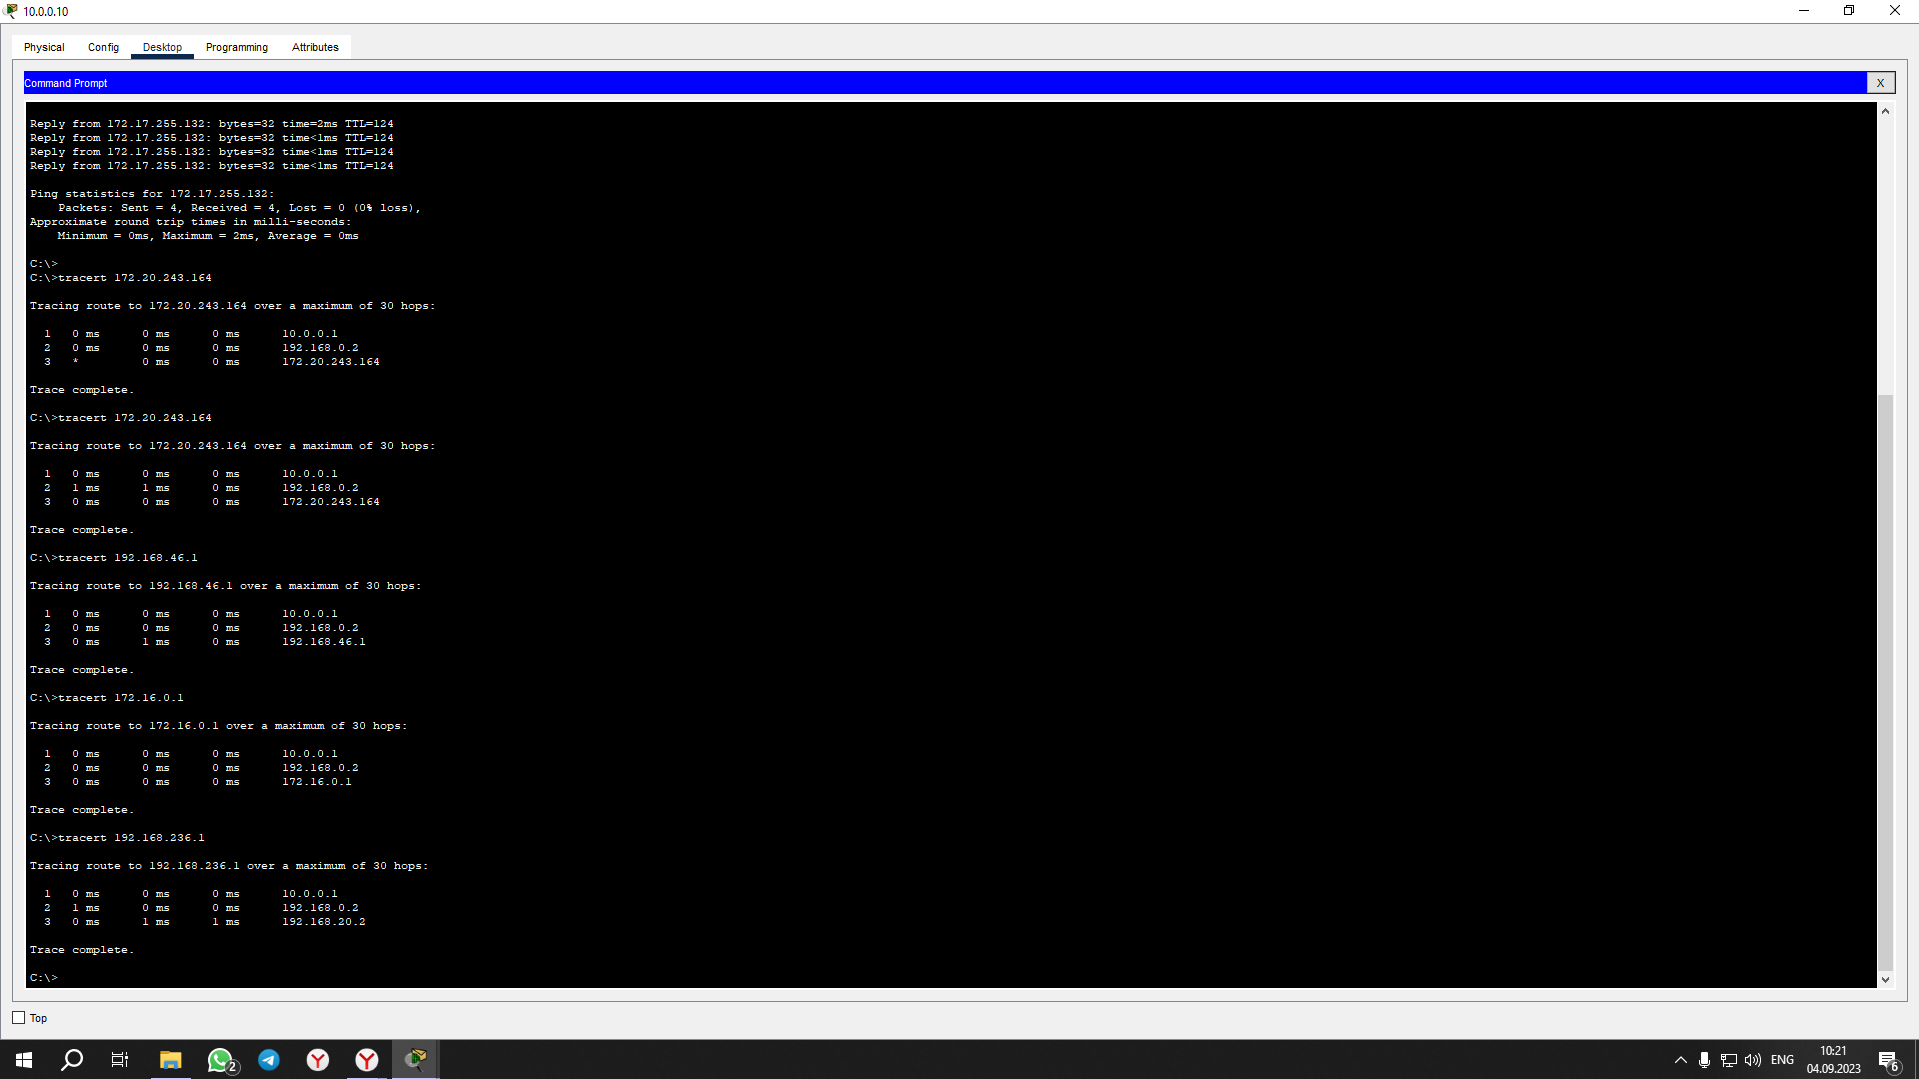 10.0.0.10
Physical Config Desktop Programming Attributes
Command Prompt X
Reply from 172.17.255.132: bytes=32 time=2ms TTL=124
Reply from 172.17.255.132: bytes=32 time<1ms TTL=124
Reply from 172.17.255.132: bytes=32 time<1ms TTL=124
Reply from 172.17.255.132: bytes=32 time<1ms TTL=124
Ping statistics for 172.17.255.132:
Packets: Sent = 4, Received = 4, Lost = 0 (0% loss),
Approximate round trip times in milli-seconds:
Minimum = 0ms, Maximum = 2ms, Average = 0ms
C:\>
C:\>tracert 172.20.243.164
Tracing route to 172.20.243.164 over a maximum of 30 hops:
1 0 ms 0 ms 0 ms 10.0.0.1
2 0 ms 0 ms 0 ms 192.168.0.2
3 * 0 ms 0 ms 172.20.243.164
Trace complete.
C:\>tracert 172.20.243.164
Tracing route to 172.20.243.164 over a maximum of 30 hops:
1 0 ms 0 ms 0 ms 10.0.0.1
2 1 ms 1 ms 0 ms 192.168.0.2
3 0 ms 0 ms 0 ms 172.20.243.164
Trace complete.
C:\>tracert 192.168.46.1
Tracing route to 192.168.46.1 over a maximum of 30 hops:
1 0 ms 0 ms 0 ms 10.0.0.1
2 0 ms 0 ms 0 ms 192.168.0.2
3 0 ms 1 ms 0 ms 192.168.46.1
Trace complete.
C:\>tracert 172.16.0.1
Tracing route to 172.16.0.1 over a maximum of 30 hops:
1 0 ms 0 ms 0 ms 10.0.0.1
2 0 ms 0 ms 0 ms 192.168.0.2
3 0 ms 0 ms 0 ms 172.16.0.1
Trace complete.
C:\>tracert 192.168.236.1
Tracing route to 192.168.236.1 over a maximum of 30 hops:
1 0 ms 0 ms 0 ms 10.0.0.1
2 1 ms 0 ms 0 ms 192.168.0.2
3 0 ms 1 ms 1 ms 192.168.20.2
Trace complete.
C:\>
Top
2 ENG 10:21 6
04.09.2023